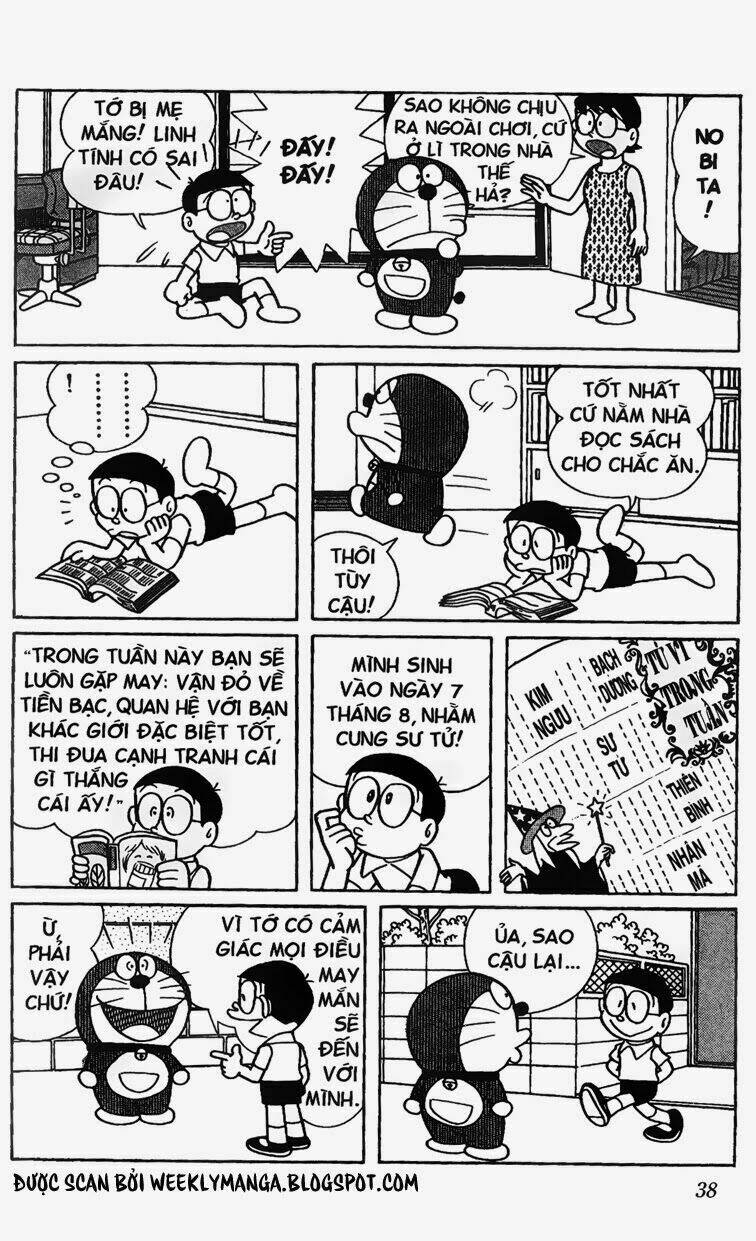 NO
BI
TA!
SAO KHÔNG CHỊU
RA NGOÀI CHƠI, CỨ
Ở LÌ TRONG NHÀ
THẾ
HẢ?
ĐẤY!
ĐẤY!
TỚ BỊ MẸ
MẮNG! LINH
TÍNH CÓ SAI
ĐÂU!
TỐT NHẤT
CỨ NẰM NHÀ
ĐỌC SÁCH
CHO CHẮC ĂN.
THÔI
TÙY
CẬU!
!
TỬ VI
TRONG
TUẦN
BẠCH
DƯƠNG
KIM
NGƯU
SƯ
TỬ
THIÊN
BÌNH
NHÂN
MÃ
MÌNH SINH
VÀO NGÀY 7
THÁNG 8, NHẰM
CUNG SƯ TỬ!
"TRONG TUẦN NÀY BẠN SẼ
LUÔN GẶP MAY: VẬN ĐỎ VỀ
TIỀN BẠC, QUAN HỆ VỚI BẠN
KHÁC GIỚI ĐẶC BIỆT TỐT,
THI ĐUA CẠNH TRANH CÁI
GÌ THẮNG
CÁI ẤY!"
ỦA, SAO
CẬU LẠI...
VÌ TỚ CÓ CẢM
GIÁC MỌI ĐIỀU
MAY
MẮN
SẼ
ĐẾN
VỚI
MÌNH.
Ừ,
PHẢI
VẬY
CHỨ!
ĐƯỢC SCAN BỞI WEEKLYMANGA.BLOGSPOT.COM
38